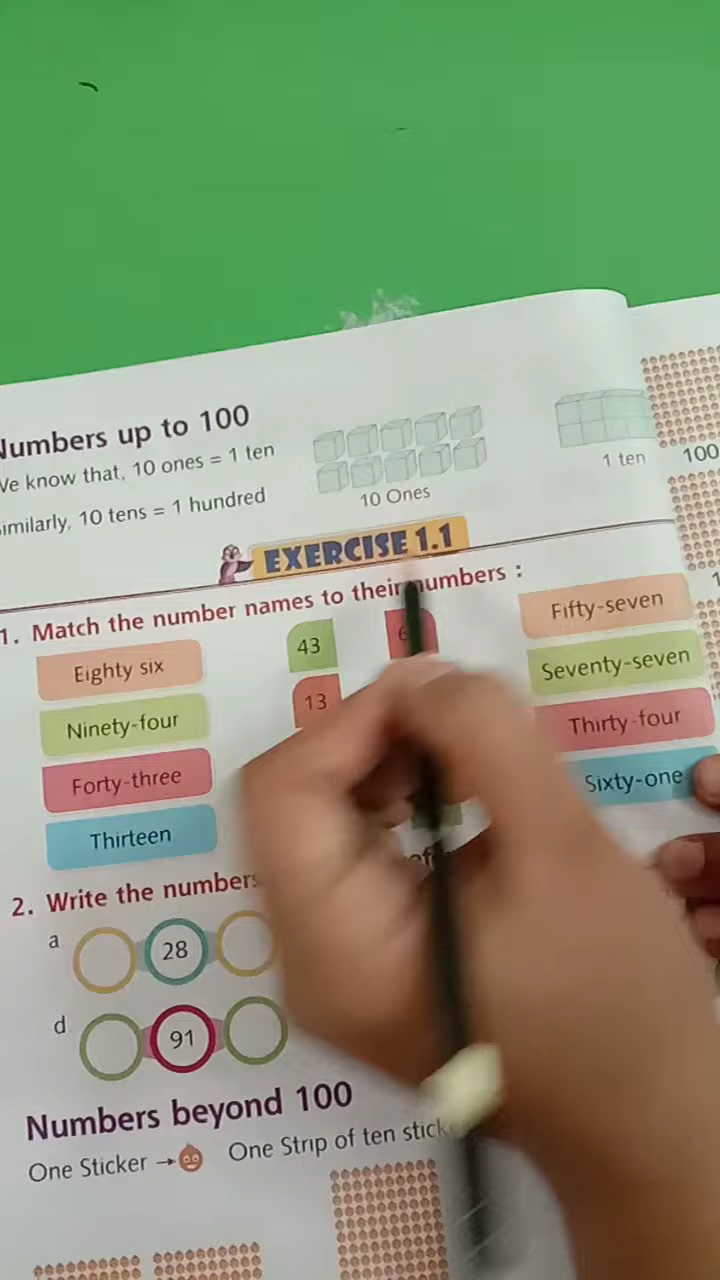 Numbers up to 100
We know that, 10 ones = 1 ten
Similarly, 10 tens = 1 hundred
10 Ones
1 ten
100
EXERCISE 1.1
1. Match the number names to their numbers :
Eighty six
43
Fifty-seven
Ninety-four
13
Seventy-seven
Forty-three
Thirty-four
Thirteen
Sixty-one
2. Write the numbers
a
28
d
91
Numbers beyond 100
One Sticker →
One Strip of ten